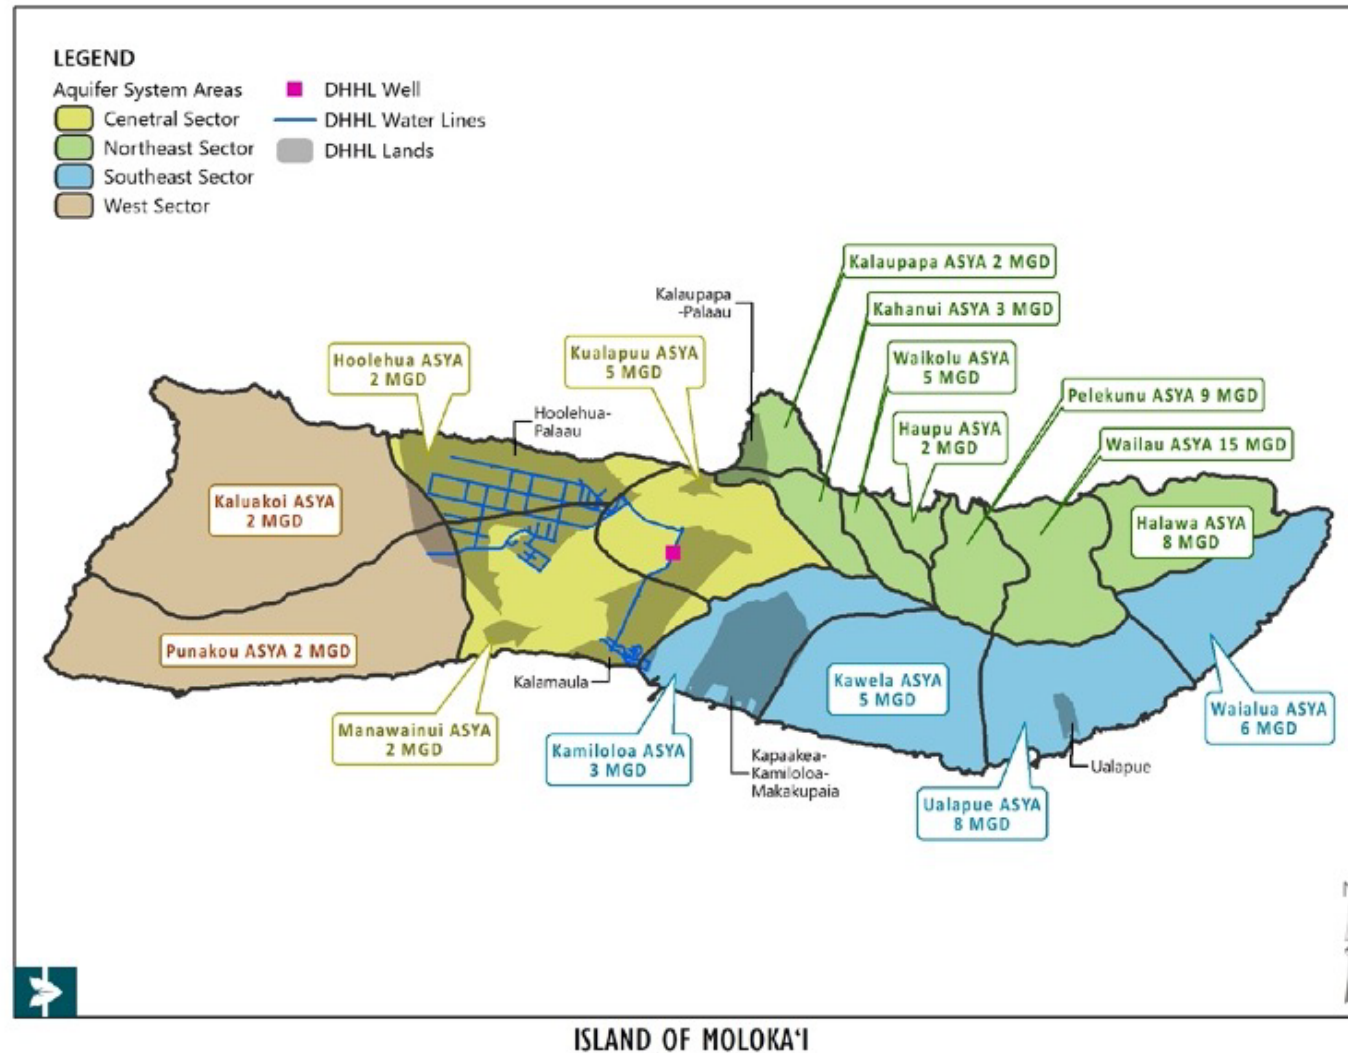 LEGEND
Aquifer System Areas
Cenetral Sector
Northeast Sector
Southeast Sector
West Sector
DHHL Well
DHHL Water Lines
DHHL Lands
Kalaupapa ASYA 2 MGD
Kalaupapa
-Palaau
Kahanui ASYA 3 MGD
Hoolehua ASYA
2 MGD
Kualapuu ASYA
5 MGD
Waikolu ASYA
5 MGD
Pelekunu ASYA 9 MGD
Hoolehua-
Palaau
Haupu ASYA
2 MGD
Wailau ASYA 15 MGD
Kaluakoi ASYA
2 MGD
Halawa ASYA
8 MGD
Punakou ASYA 2 MGD
Kalamaula
Kawela ASYA
5 MGD
Waialua ASYA
6 MGD
Manawainui ASYA
2 MGD
Kamiloloa ASYA
3 MGD
Kapaakea-
Kamiloloa-
Makakupaia
Ualapue
Ualapue ASYA
8 MGD
ISLAND OF MOLOKAʻI